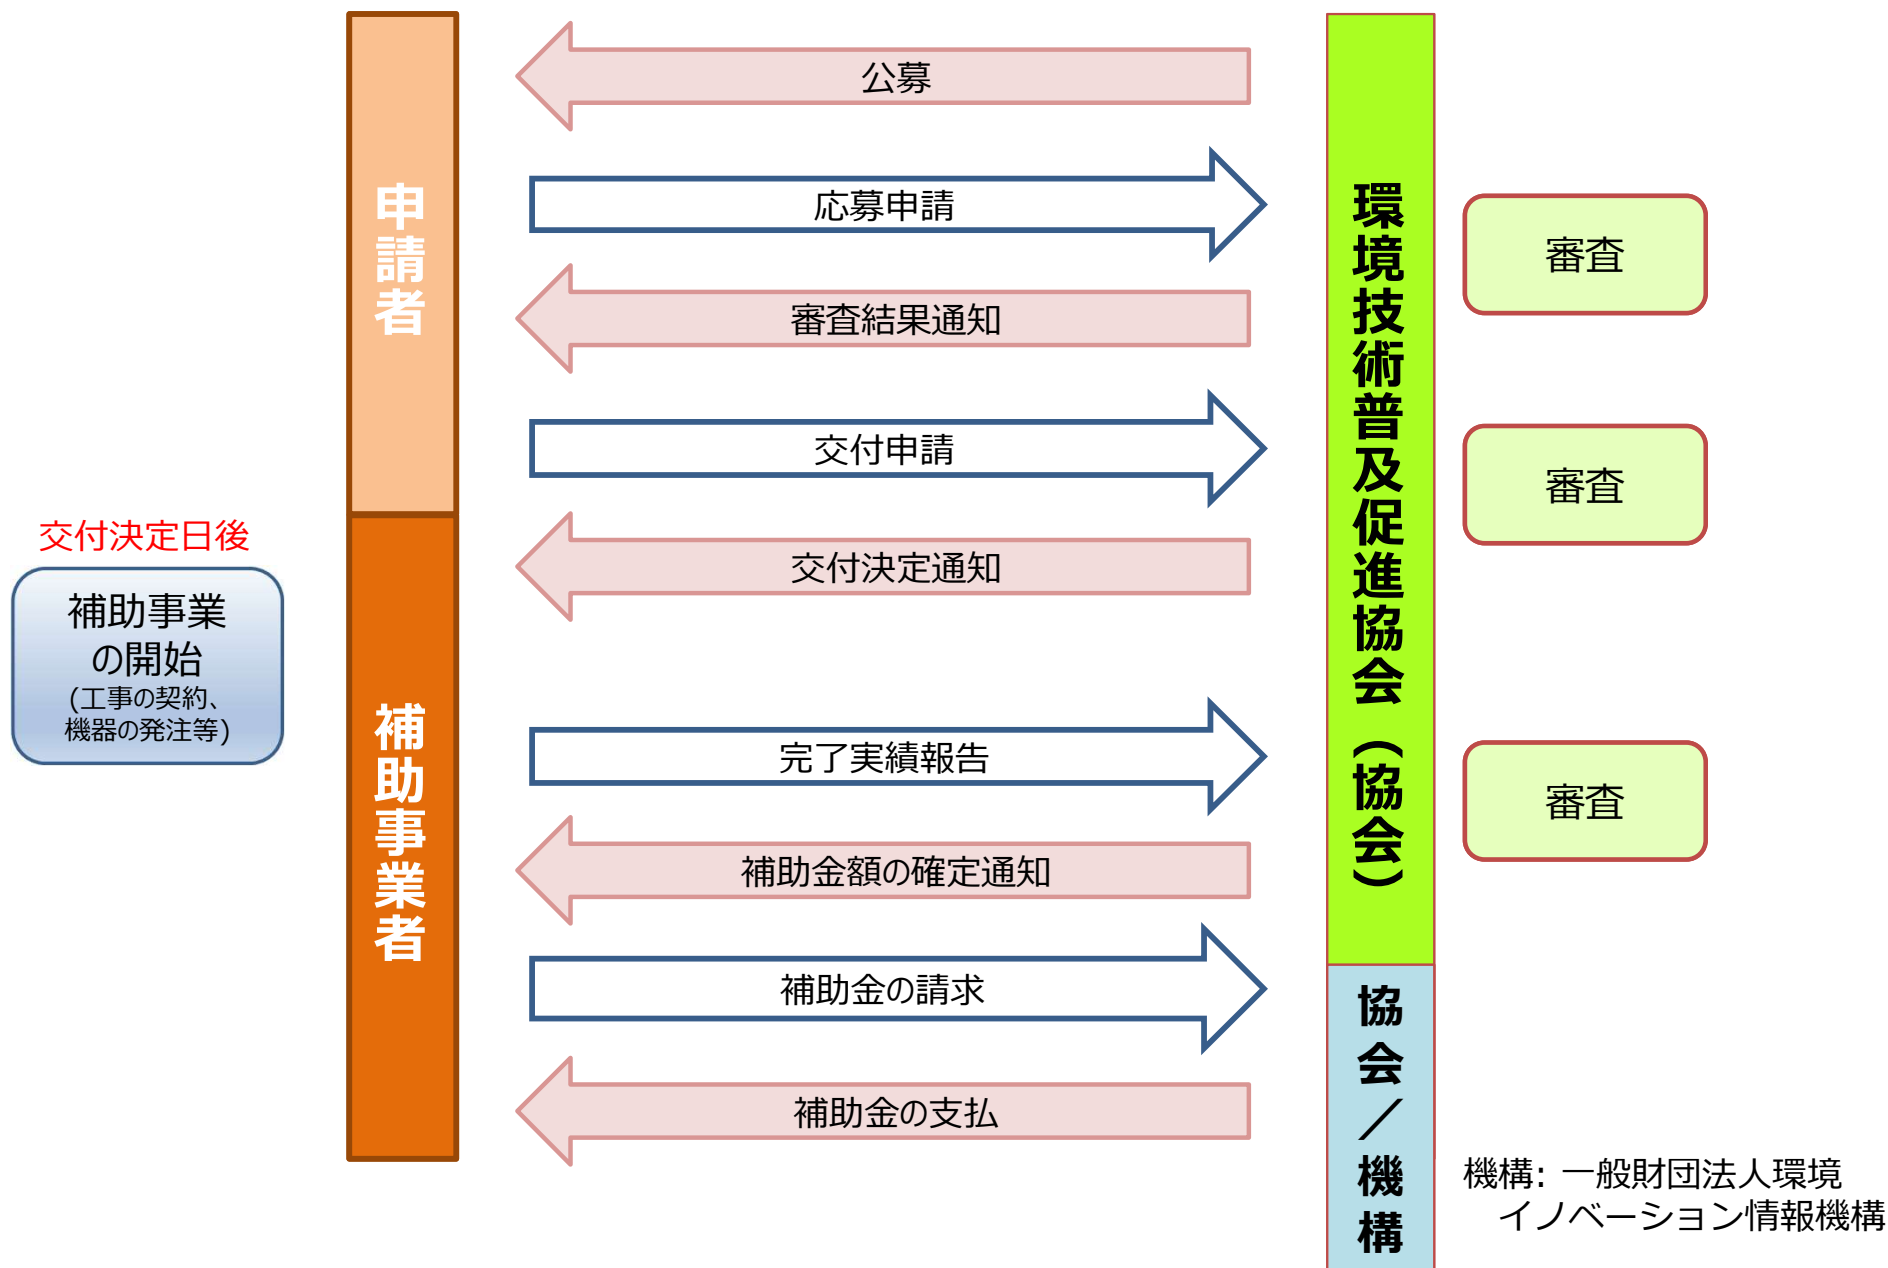 公募
応募申請
審査結果通知
交付申請
交付決定通知
完了実績報告
補助金額の確定通知
補助金の請求
補助金の支払
申請者
補助事業者
交付決定日後
補助事業
の開始
(工事の契約、
機器の発注等)
環境技術普及促進協会（協会）
協会／機構
審査
審査
審査
機構: 一般財団法人環境
イノベーション情報機構